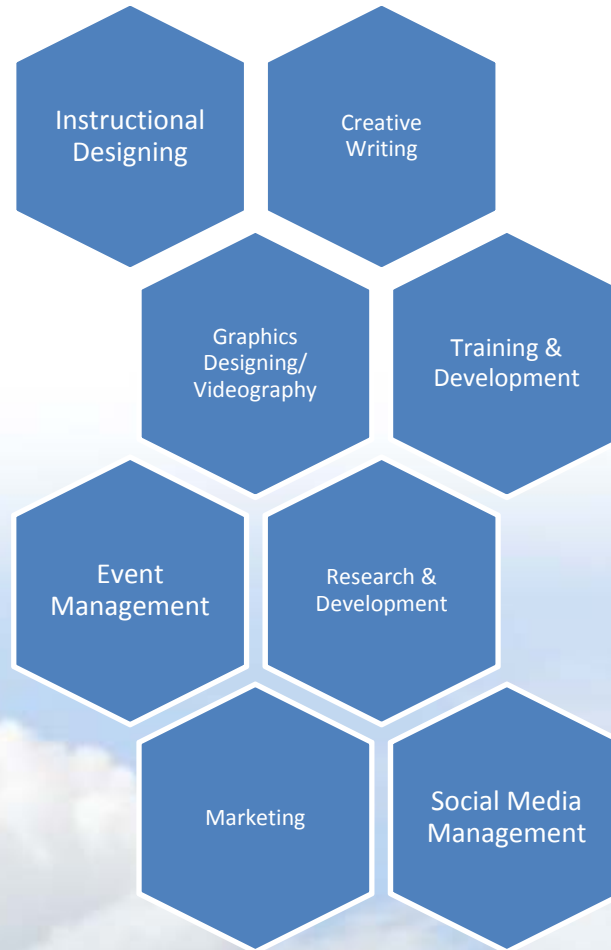 Instructional
Designing
Creative
Writing
Graphics
Designing/
Videography
Training &
Development
Event
Management
Research &
Development
Marketing
Social Media
Management